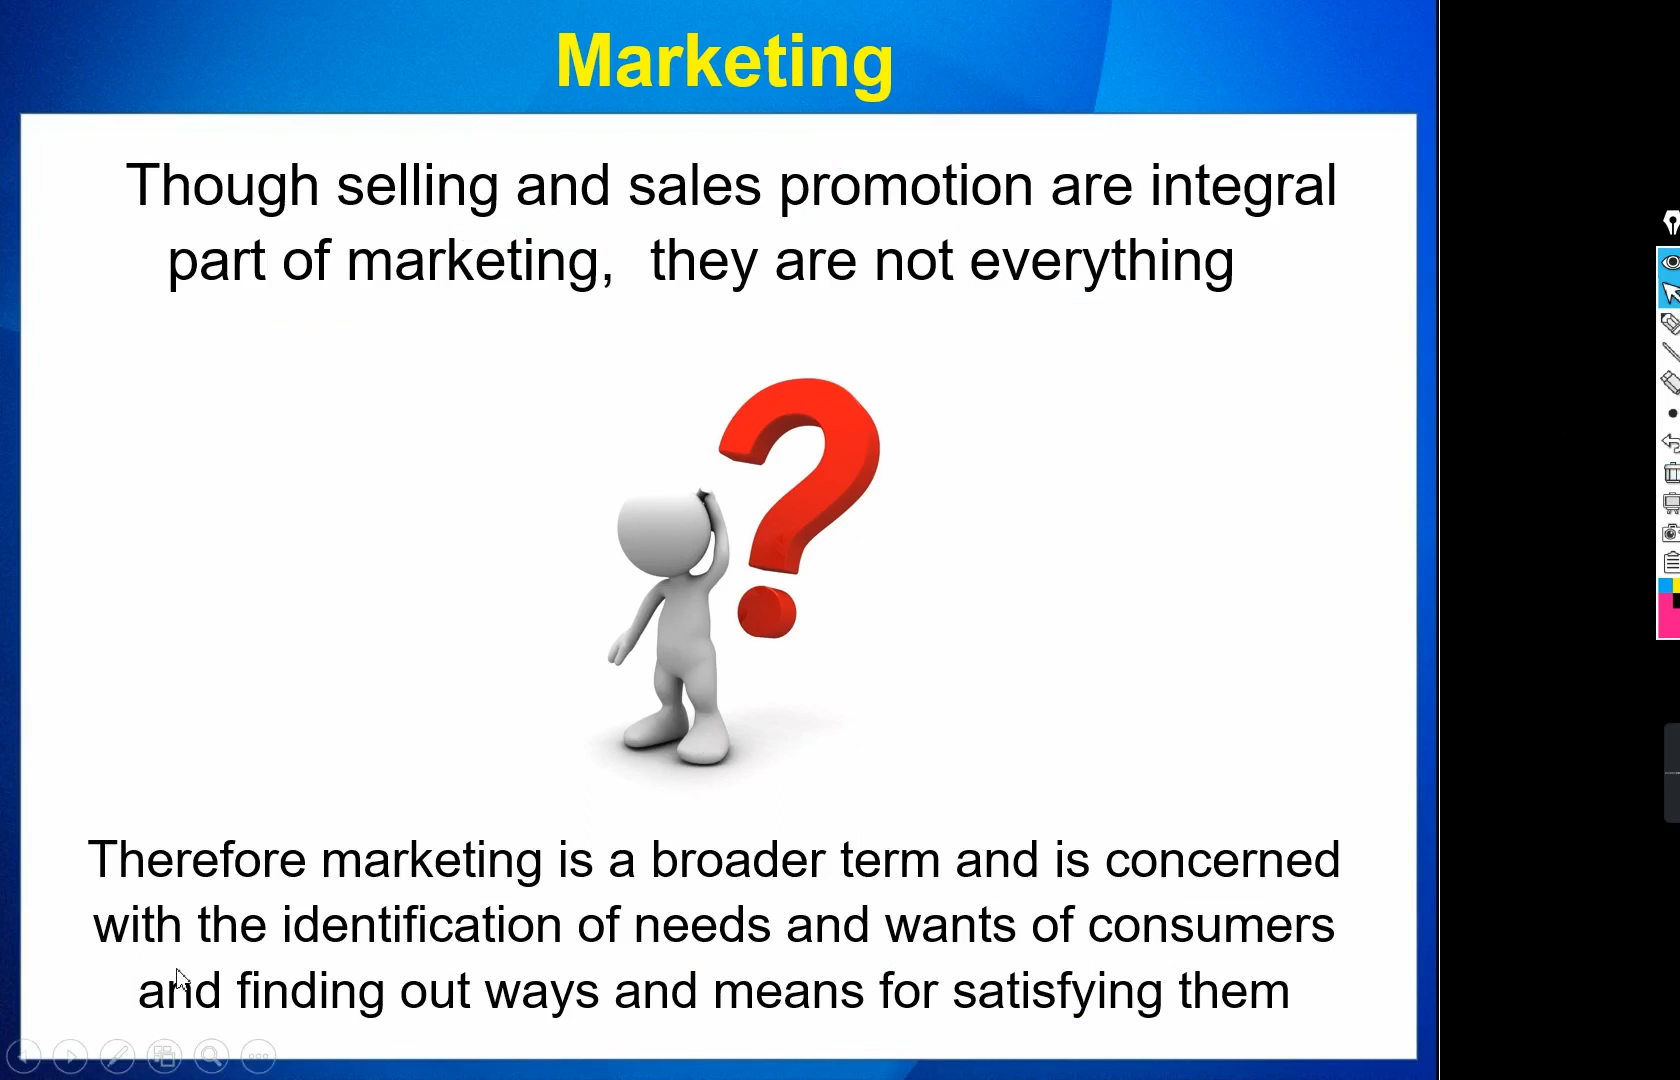 Marketing
Though selling and sales promotion are integral
part of marketing, they are not everything
Therefore marketing is a broader term and is concerned
with the identification of needs and wants of consumers
and finding out ways and means for satisfying them